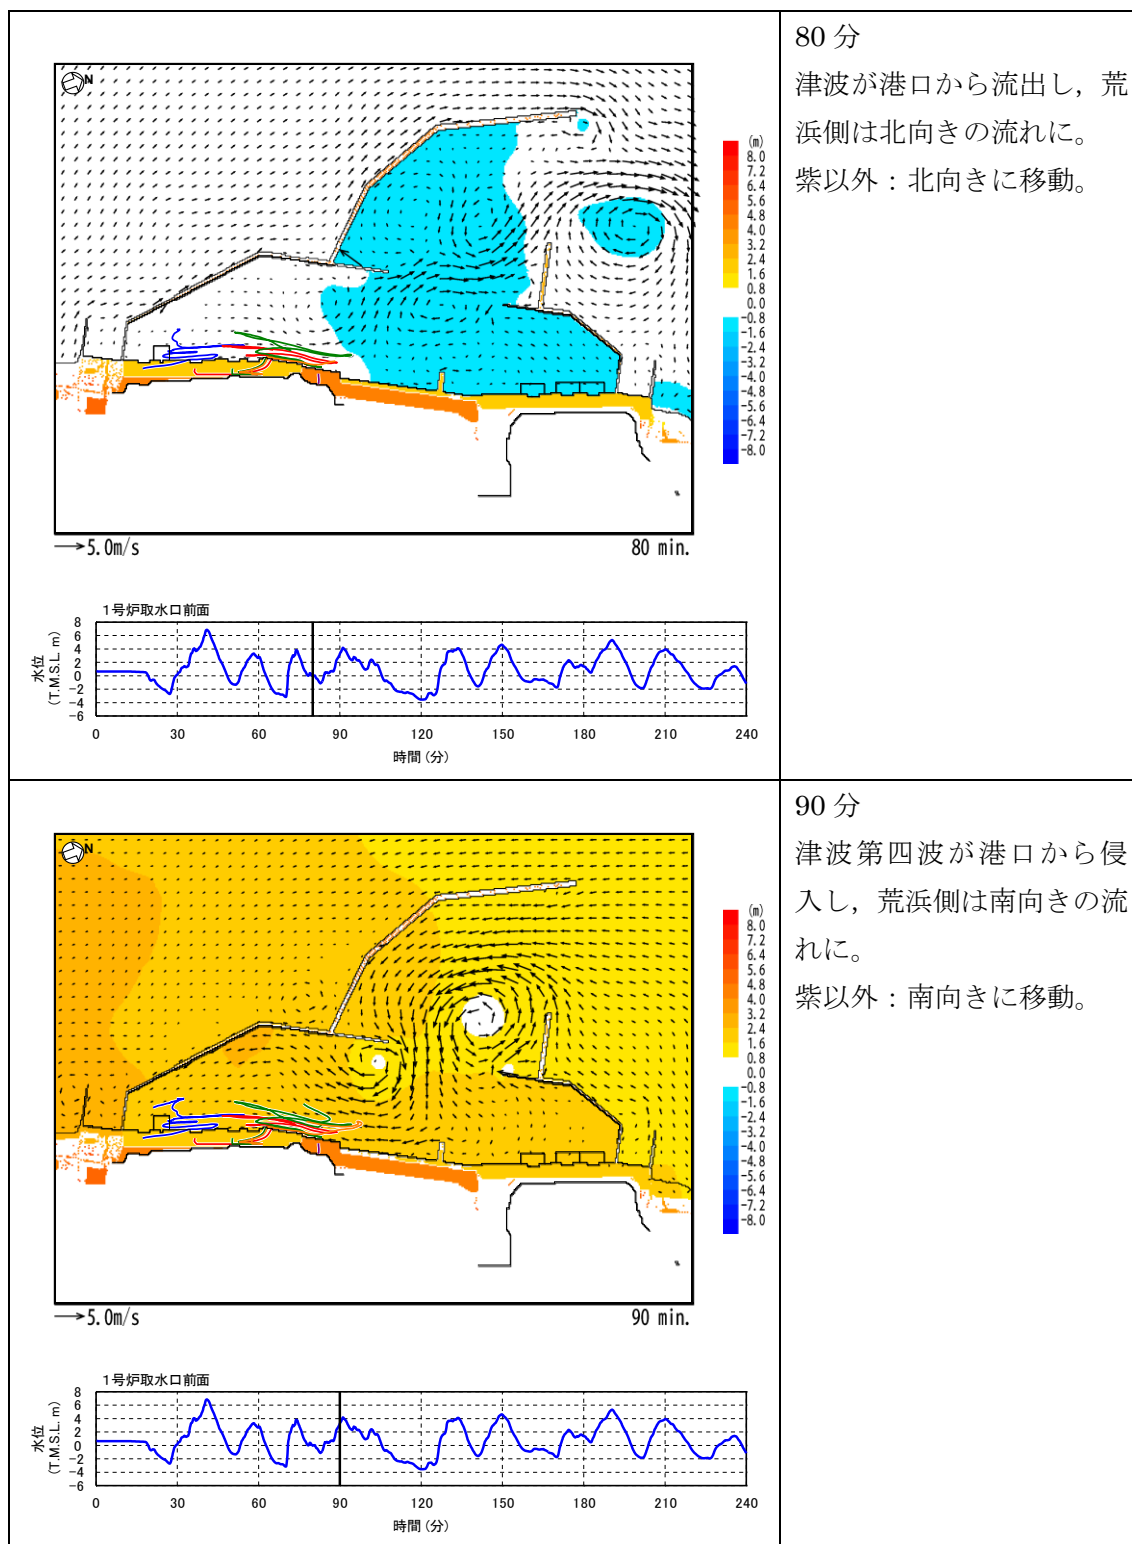 80 分
津波が港口から流出し，荒
浜側は北向きの流れに。
紫以外：北向きに移動。
N
(m)
8.0
7.2
6.4
5.6
4.8
4.0
3.2
2.4
1.6
0.8
0.0
-0.8
-1.6
-2.4
-3.2
-4.0
-4.8
-5.6
-6.4
-7.2
-8.0
5.0m/s
80 min.
1号炉取水口前面
水位
(T.M.S.L. m)
8
6
4
2
0
-2
-4
-6
0 30 60 90 120 150 180 210 240
時間(分)
90 分
津波第四波が港口から侵
入し，荒浜側は南向きの流
れに。
紫以外：南向きに移動。
N
(m)
8.0
7.2
6.4
5.6
4.8
4.0
3.2
2.4
1.6
0.8
0.0
-0.8
-1.6
-2.4
-3.2
-4.0
-4.8
-5.6
-6.4
-7.2
-8.0
5.0m/s
90 min.
1号炉取水口前面
水位
(T.M.S.L. m)
8
6
4
2
0
-2
-4
-6
0 30 60 90 120 150 180 210 240
時間(分)